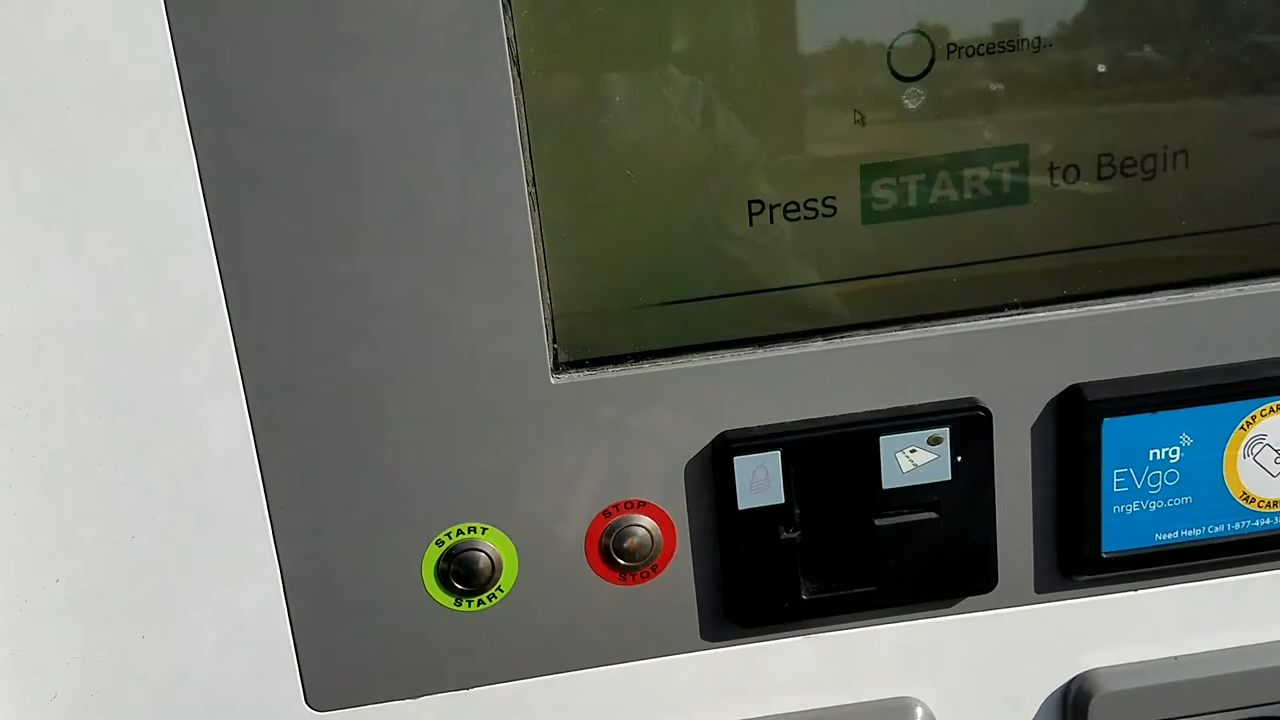 Processing..
Press START to Begin
START
START
STOP
STOP
nrg
EVgo
nrgEVgo.com
TAP CAR
TAP CAR
Need Help? Call 1-877-494-3